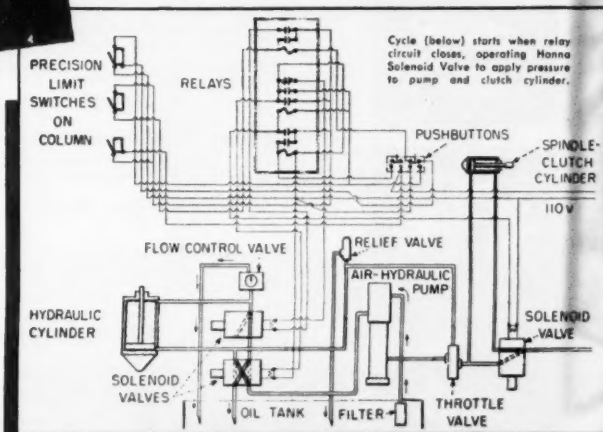 Cycle (below) starts when relay
circuit closes, operating Hanna
Solenoid Valve to apply pressure
to pump and clutch cylinder.
PRECISION
LIMIT
SWITCHES
ON
COLUMN
RELAYS
PUSHBUTTONS
SPINDLE-
CLUTCH
CYLINDER
110V
FLOW CONTROL VALVE
RELIEF VALVE
AIR-HYDRAULIC
PUMP
HYDRAULIC
CYLINDER
SOLENOID
VALVE
SOLENOID
VALVES
OIL TANK
FILTER
THROTTLE
VALVE